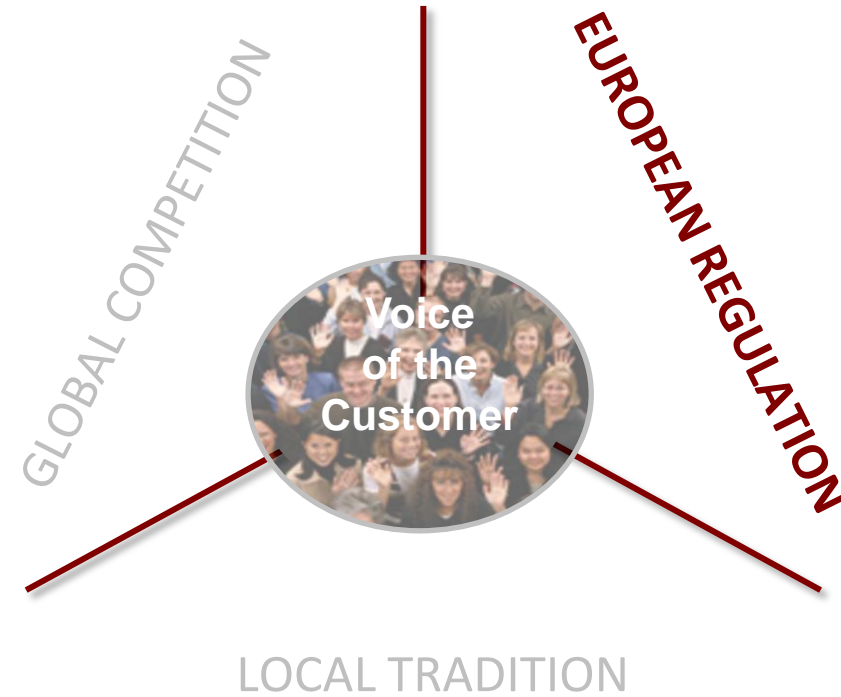 GLOBAL COMPETITION
EUROPEAN REGULATION
Voice
of the
Customer
LOCAL TRADITION